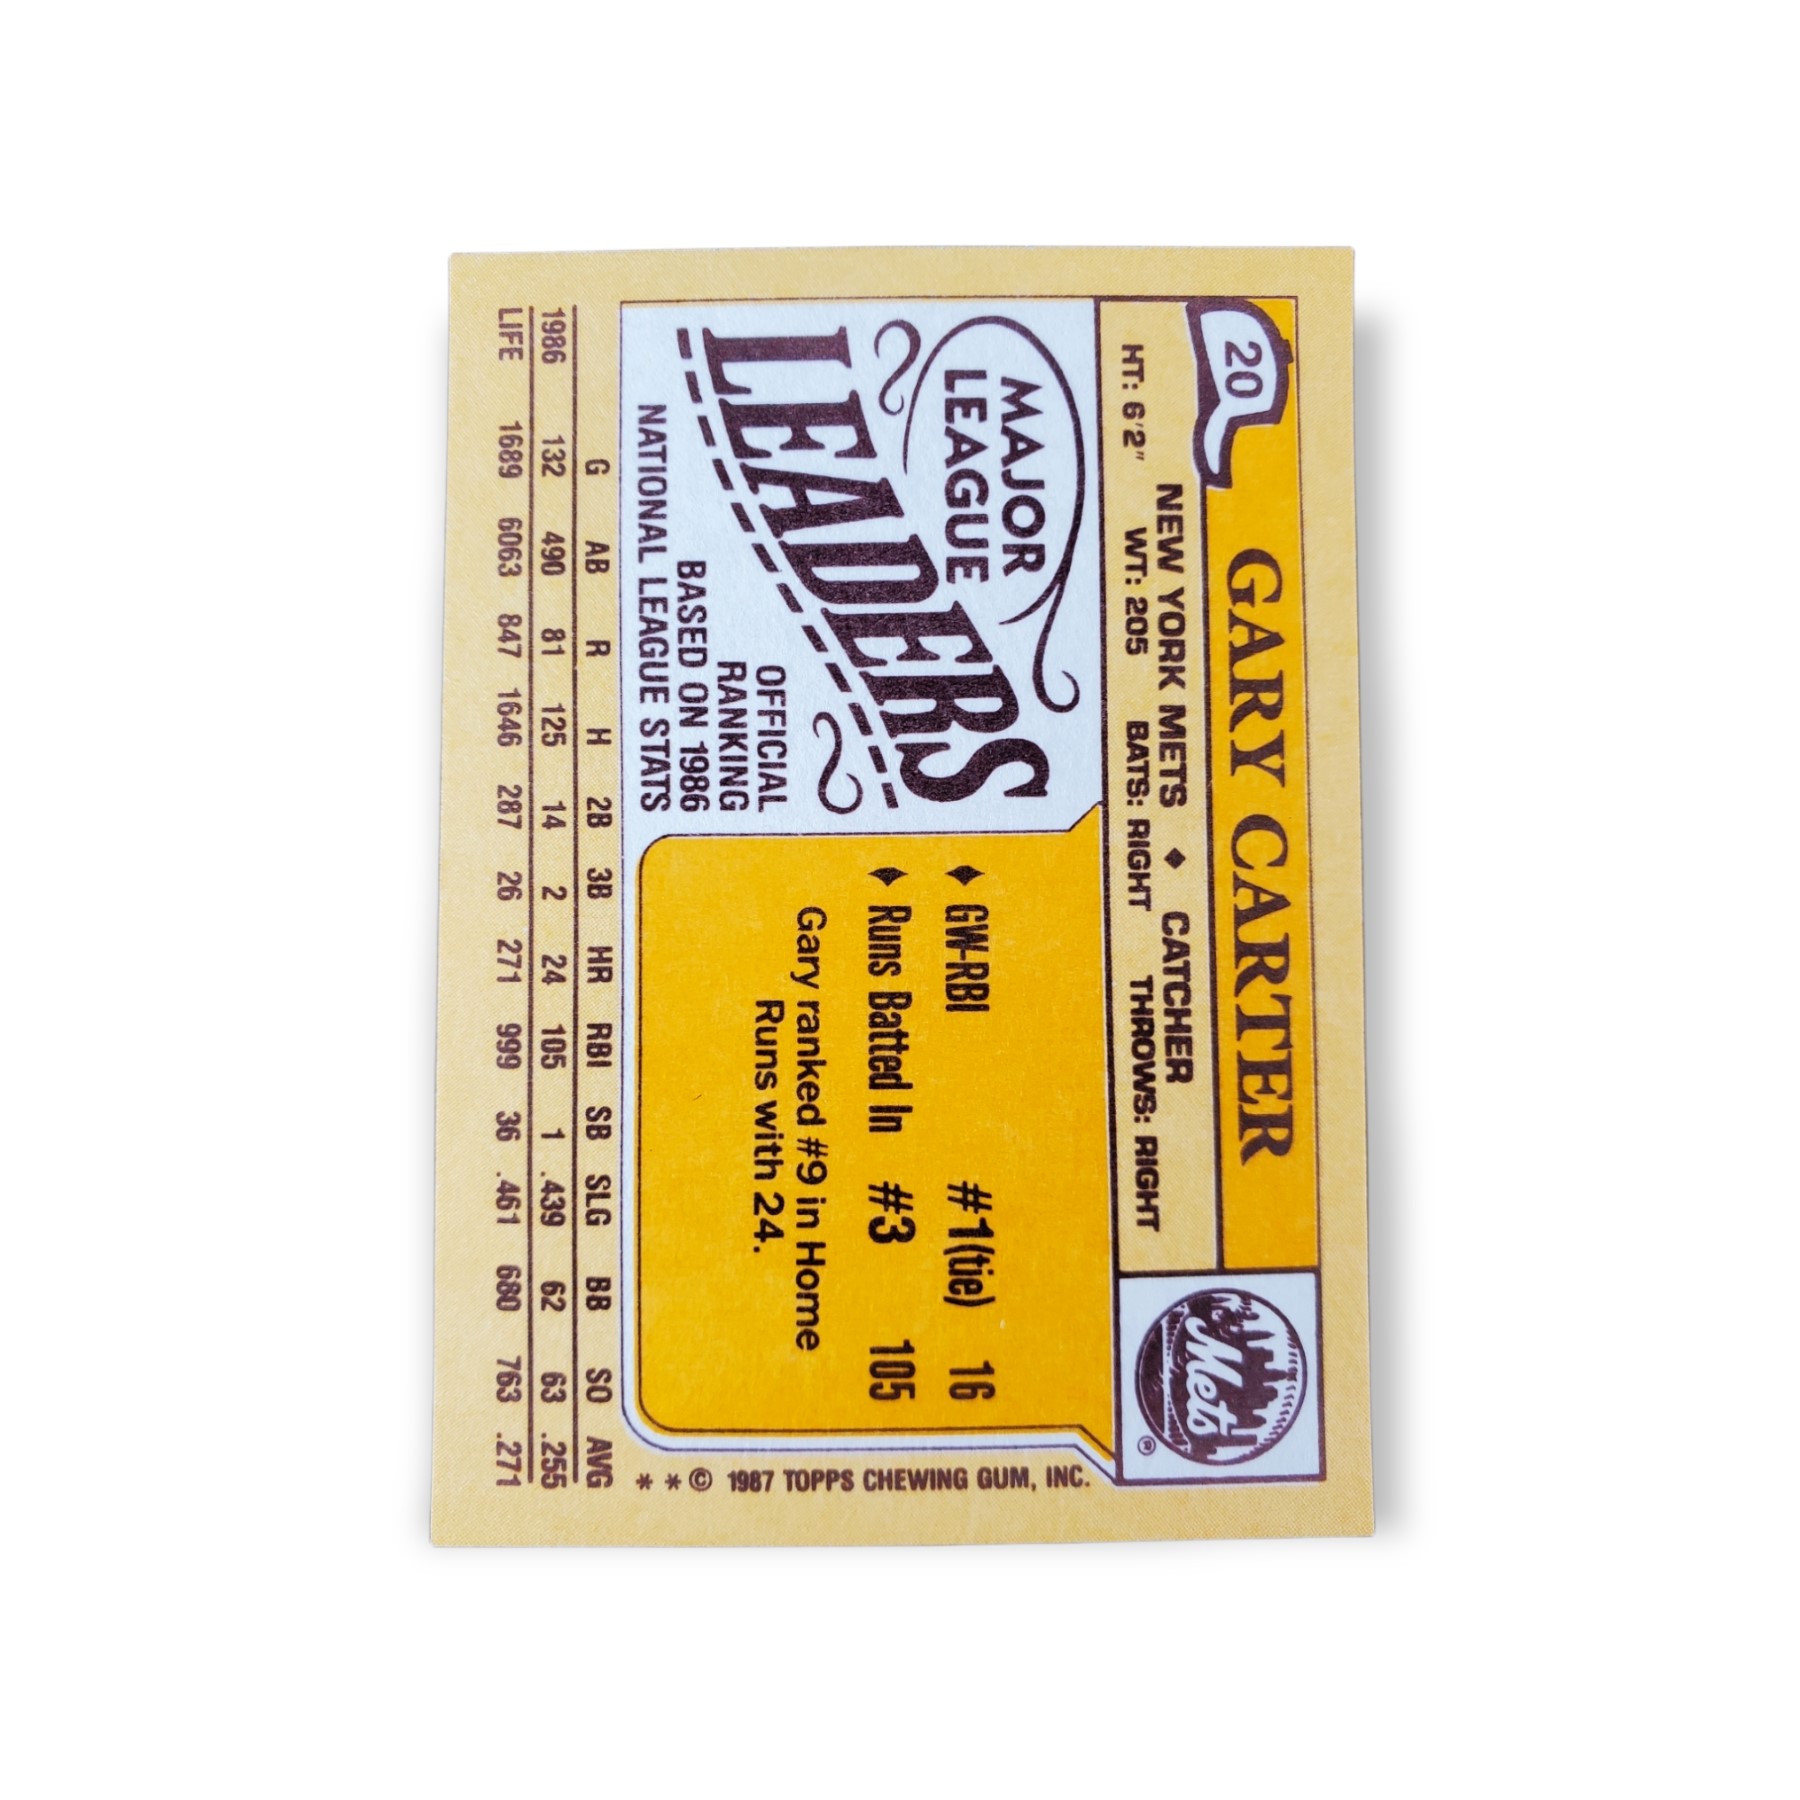 20
GARY CARTER
NEW YORK METS ♦ CATCHER
HT: 6'2" WT: 205 BATS: RIGHT THROWS: RIGHT
Mets
®
MAJOR
LEAGUE
LEADERS
OFFICIAL
RANKING
BASED ON 1986
NATIONAL LEAGUE STATS
♦ GW-RBI #1(tie) 16
♦ Runs Batted In #3 105
Gary ranked #9 in Home
Runs with 24.
* * © 1987 TOPPS CHEWING GUM, INC.
G AB R H 2B 3B HR RBI SB SLG BB SO AVG
1986 132 490 81 125 14 2 24 105 1 .439 62 63 .255
LIFE 1689 6063 847 1646 287 26 271 999 36 .461 680 763 .271